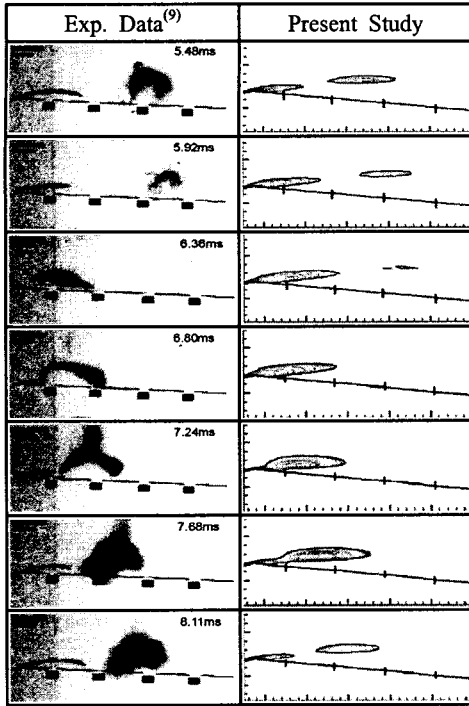 Exp. Data(9)
Present Study
5.48ms
5.92ms
6.36ms
6.80ms
7.24ms
7.68ms
8.11ms